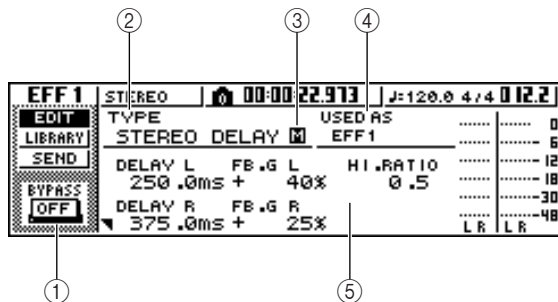 ② ③ ④
EFF 1 STEREO 00:00:22.973 ♩=120.0 4/4 012.2
EDIT TYPE USED AS
LIBRARY STEREO DELAY M EFF1
SEND DELAY L FB.G L HI.RATIO
250.0ms + 40% 0.5
BYPASS
OFF DELAY R FB.G R
375.0ms + 25%
0
6
12
18
30
48
L R L R
① ⑤